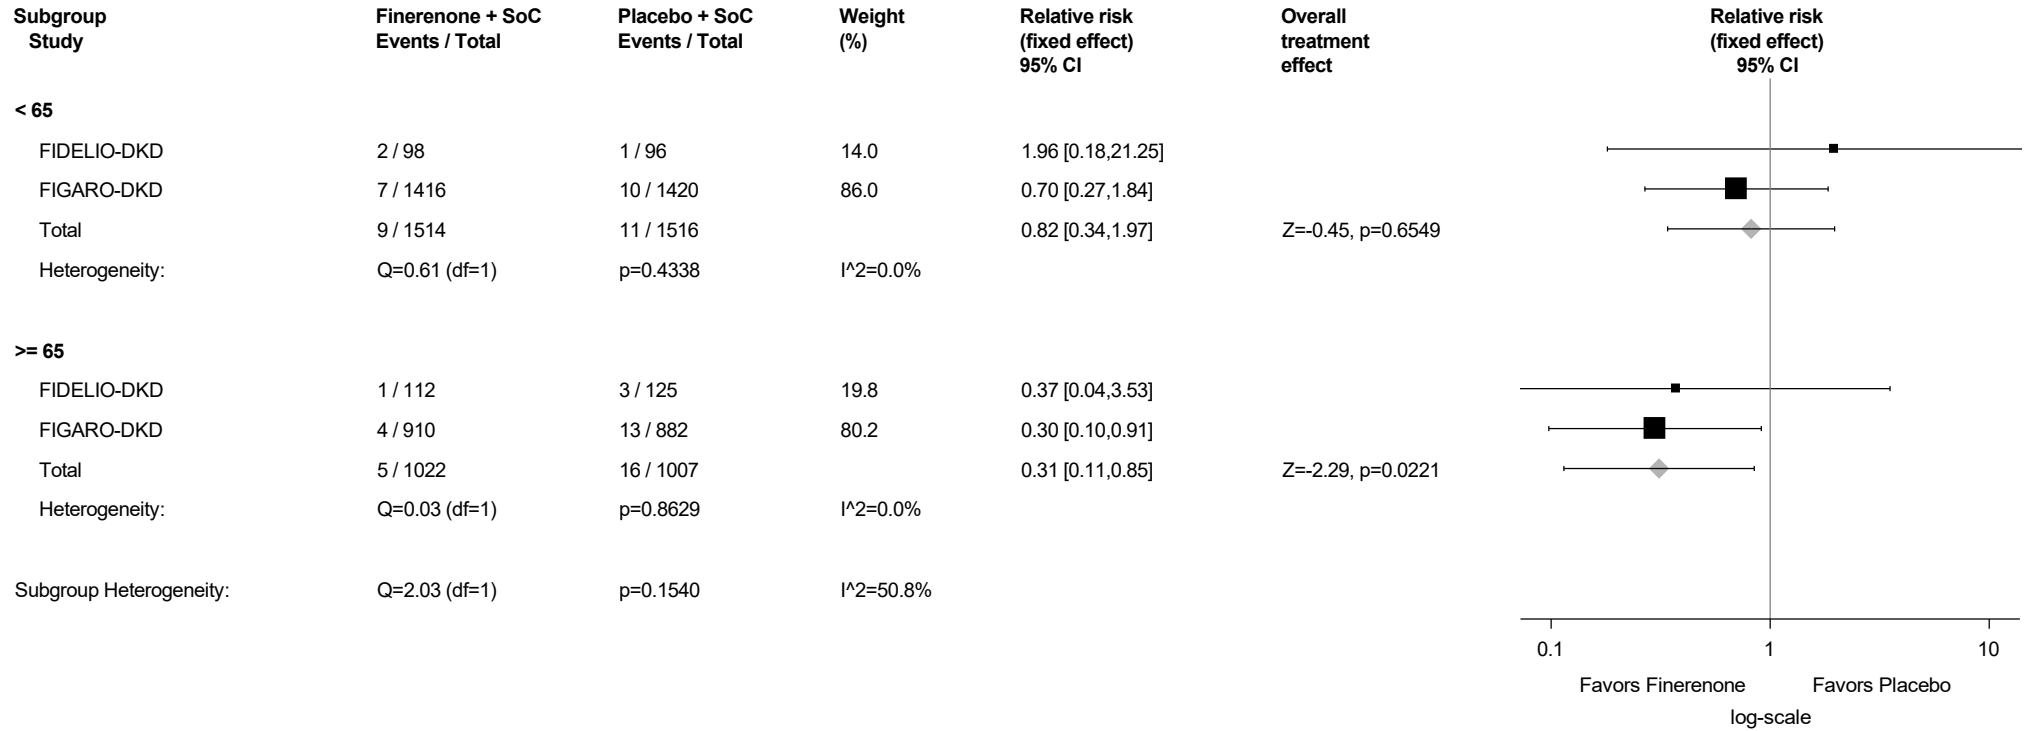 Subgroup Finerenone + SoC Placebo + SoC Weight Relative risk Overall Relative risk
Study Events / Total Events / Total (%) (fixed effect) treatment (fixed effect)
95% CI effect 95% CI
< 65
FIDELIO-DKD 2 / 98 1 / 96 14.0 1.96 [0.18,21.25]
FIGARO-DKD 7 / 1416 10 / 1420 86.0 0.70 [0.27,1.84]
Total 9 / 1514 11 / 1516 0.82 [0.34,1.97] Z=-0.45, p=0.6549
Heterogeneity: Q=0.61 (df=1) p=0.4338 I^2=0.0%
>= 65
FIDELIO-DKD 1 / 112 3 / 125 19.8 0.37 [0.04,3.53]
FIGARO-DKD 4 / 910 13 / 882 80.2 0.30 [0.10,0.91]
Total 5 / 1022 16 / 1007 0.31 [0.11,0.85] Z=-2.29, p=0.0221
Heterogeneity: Q=0.03 (df=1) p=0.8629 I^2=0.0%
Subgroup Heterogeneity: Q=2.03 (df=1) p=0.1540 I^2=50.8%
0.1 1 10
Favors Finerenone Favors Placebo
log-scale